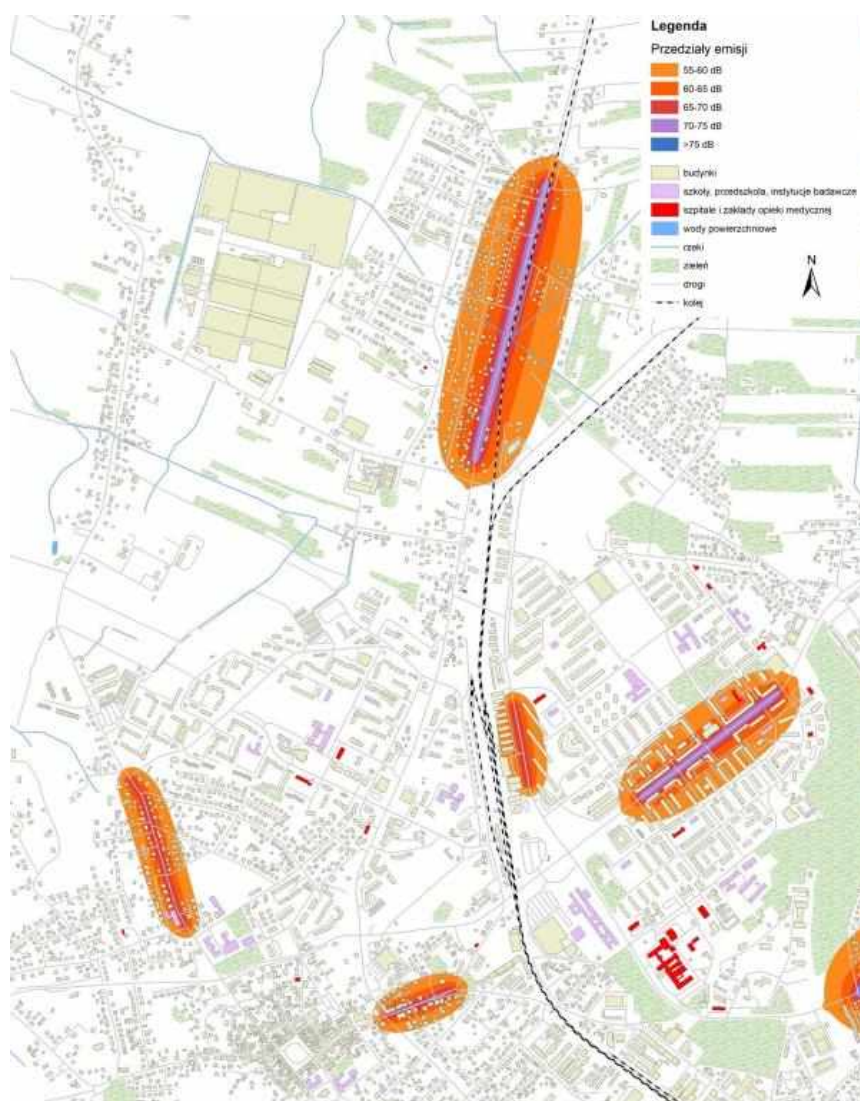 Legenda
Przedziały emisji
55-60 dB
60-65 dB
65-70 dB
70-75 dB
>75 dB
budynki
szkoły, przedszkola, instytucje badawcze
szpitale i zakłady opieki medycznej
wody powierzchniowe
rzeki
zieleń
drogi
kolej
N